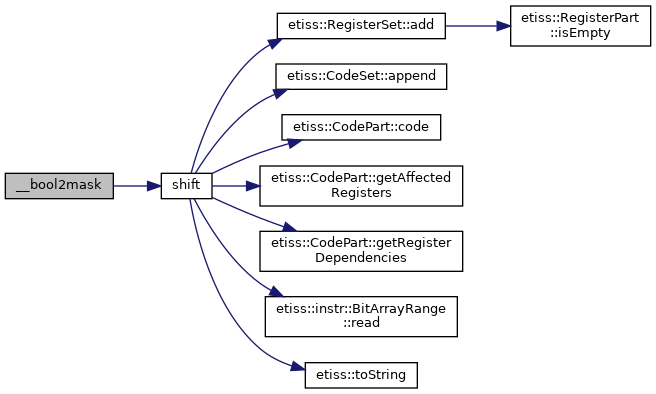 __bool2mask
shift
etiss::RegisterSet::add
etiss::RegisterPart
::isEmpty
etiss::CodeSet::append
etiss::CodePart::code
etiss::CodePart::getAffected
Registers
etiss::CodePart::getRegister
Dependencies
etiss::instr::BitArrayRange
::read
etiss::toString